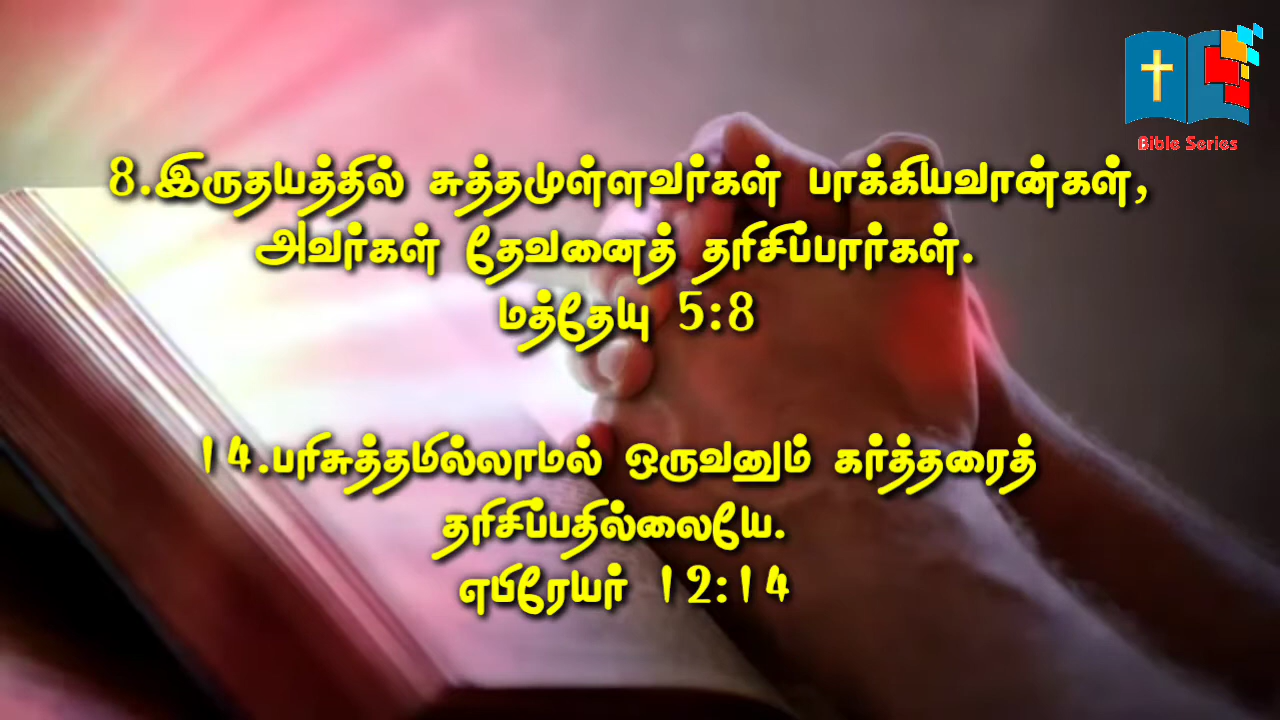 Bible Series
8.இருதயத்தில் சுத்தமுள்ளவர்கள் பாக்கியவான்கள்,
அவர்கள் தேவனைத் தரிசிப்பார்கள்.
மத்தேயு 5:8
14.பரிசுத்தமில்லாமல் ஒருவனும் கர்த்தரைத்
தரிசிப்பதில்லையே.
எபிரேயர் 12:14